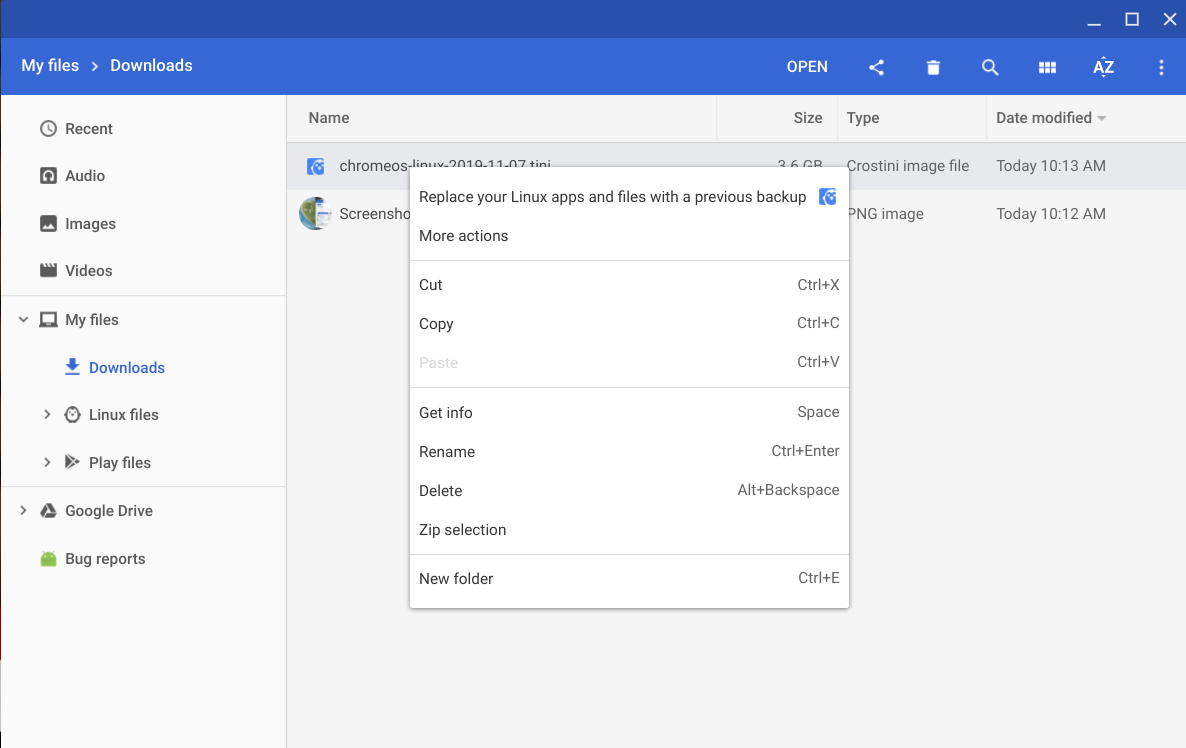 My files > Downloads
OPEN
AZ
Name Size Type Date modified
Recent
Audio
Images
Videos
My files
Downloads
Linux files
Play files
Google Drive
Bug reports
chromeos-linux-2019-11-07.tini 3.6 GB Crostini image file Today 10:13 AM
Screensho PNG image Today 10:12 AM
Replace your Linux apps and files with a previous backup
More actions
Cut Ctrl+X
Copy Ctrl+C
Paste Ctrl+V
Get info Space
Rename Ctrl+Enter
Delete Alt+Backspace
Zip selection
New folder Ctrl+E